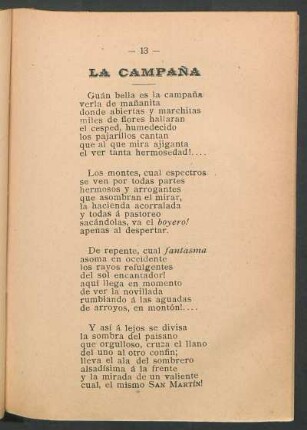 — 13 —
LA CAMPAÑA
Guán bella es la campaña
verla de mañanita
donde abiertas y marchitas
miles de flores hallaran
el cesped, humedecido
los pajarillos cantan
que al que mira ajiganta
el ver tanta hermosedad!....
Los montes, cual espectros
se ven por todas partes
hermosos y arrogantes
que asombran el mirar,
la hacienda acorralada
y todas á pastoreo
sacándolas, va el boyero!
apenas al despertar.
De repente, cual fantasma
asoma en occidente
los rayos refulgentes
del sol encantador!
aquí llega en momento
de ver la novillada
rumbiando á las aguadas
de arroyos, en montón!....
Y así á lejos se divisa
la sombra del paisano
que orgulloso, cruza el llano
del uno al otro confin;
lleva el ala del sombrero
alsadísima á la frente
y la mirada de un valiente
cual, el mismo SAN MARTÍN!